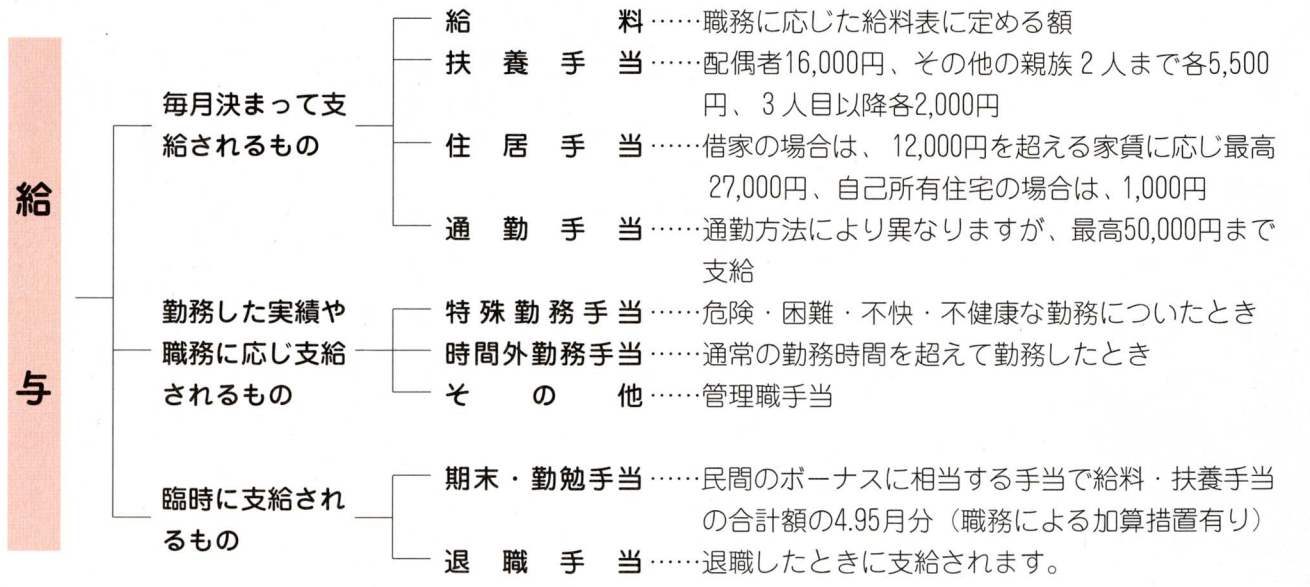 給与
毎月決まって支
給されるもの
給料……職務に応じた給料表に定める額
扶養手当……配偶者16,000円、その他の親族2人まで各5,500
円、3人目以降各2,000円
住居手当……借家の場合は、12,000円を超える家賃に応じ最高
27,000円、自己所有住宅の場合は、1,000円
通勤手当……通勤方法により異なりますが、最高50,000円まで
支給
勤務した実績や
職務に応じ支給
されるもの
特殊勤務手当……危険・困難・不快・不健康な勤務についたとき
時間外勤務手当……通常の勤務時間を超えて勤務したとき
その他……管理職手当
臨時に支給され
るもの
期末・勤勉手当……民間のボーナスに相当する手当で給料・扶養手当
の合計額の4.95月分（職務による加算措置有り）
退職手当……退職したときに支給されます。